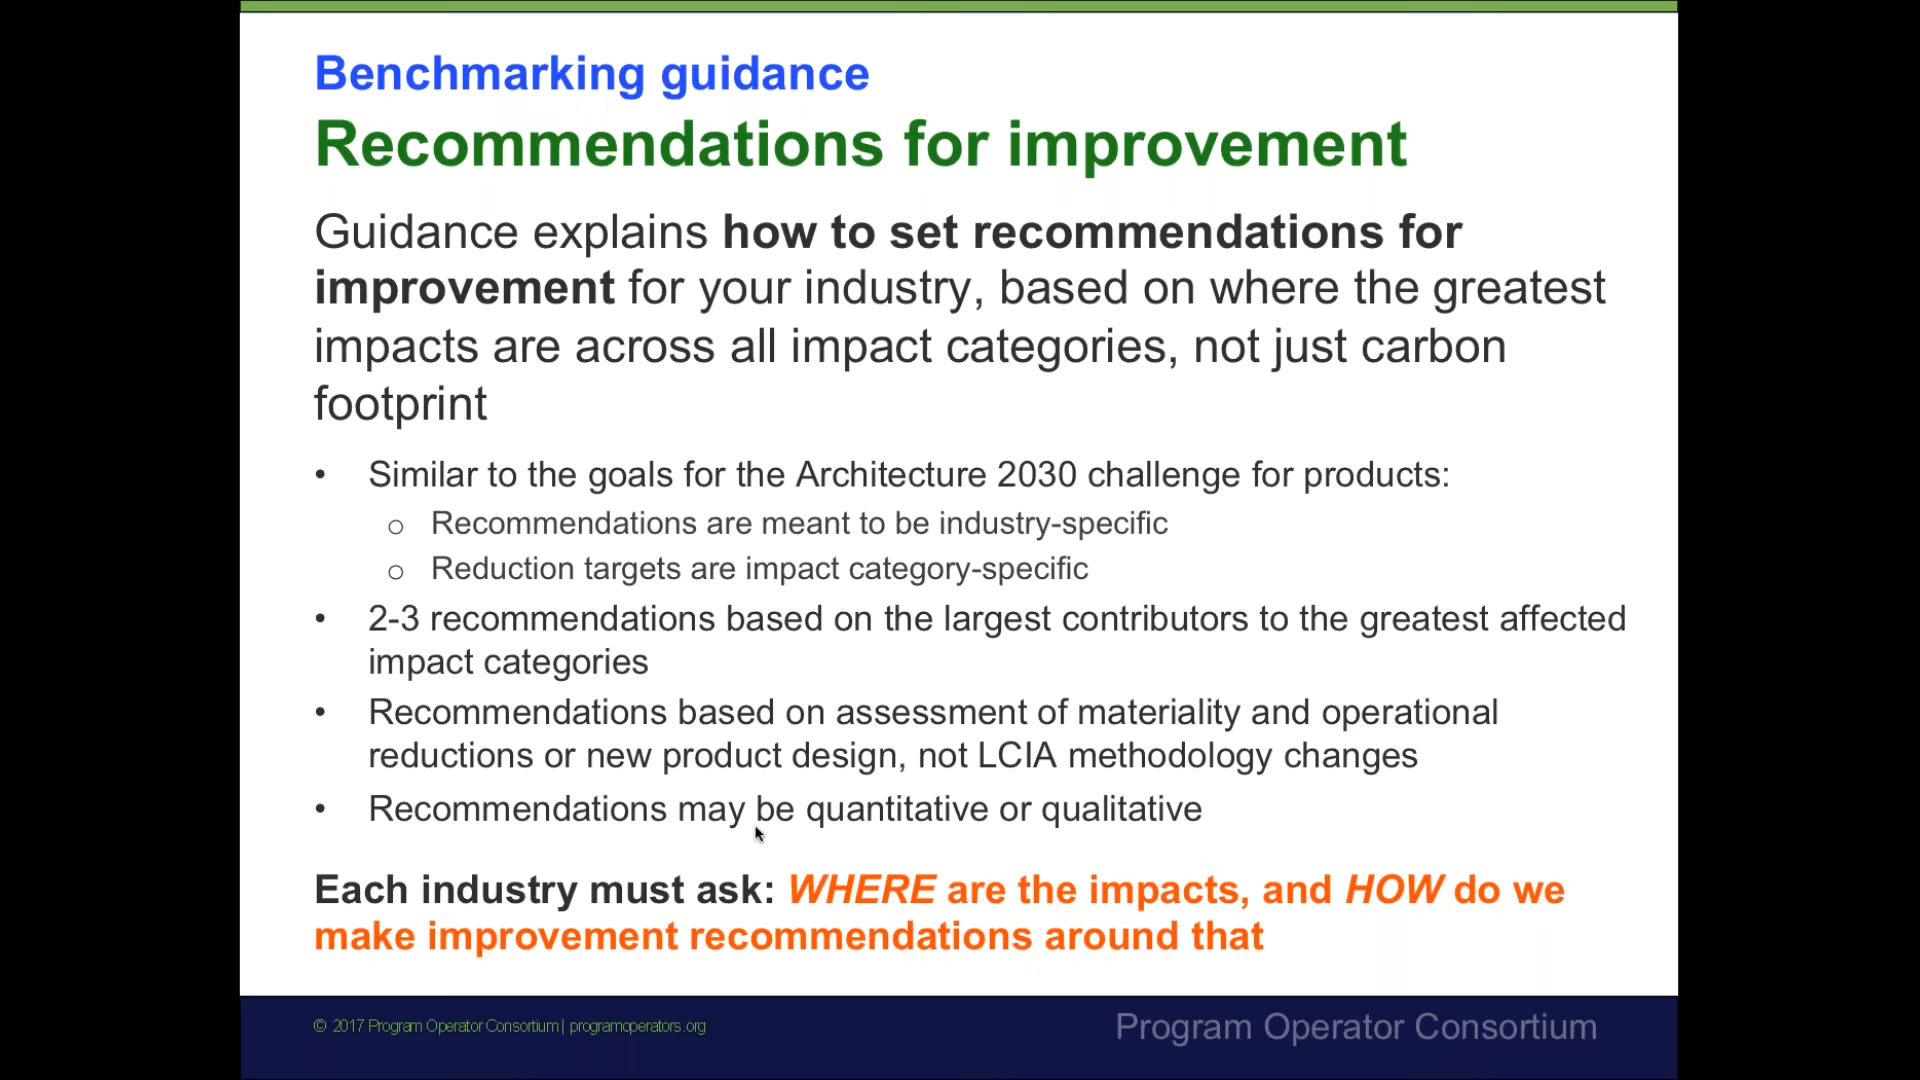 Benchmarking guidance
Recommendations for improvement
Guidance explains how to set recommendations for
improvement for your industry, based on where the greatest
impacts are across all impact categories, not just carbon
footprint
• Similar to the goals for the Architecture 2030 challenge for products:
o Recommendations are meant to be industry-specific
o Reduction targets are impact category-specific
• 2-3 recommendations based on the largest contributors to the greatest affected
impact categories
• Recommendations based on assessment of materiality and operational
reductions or new product design, not LCIA methodology changes
• Recommendations may be quantitative or qualitative
Each industry must ask: WHERE are the impacts, and HOW do we
make improvement recommendations around that
© 2017 Program Operator Consortium | programoperators.org
Program Operator Consortium